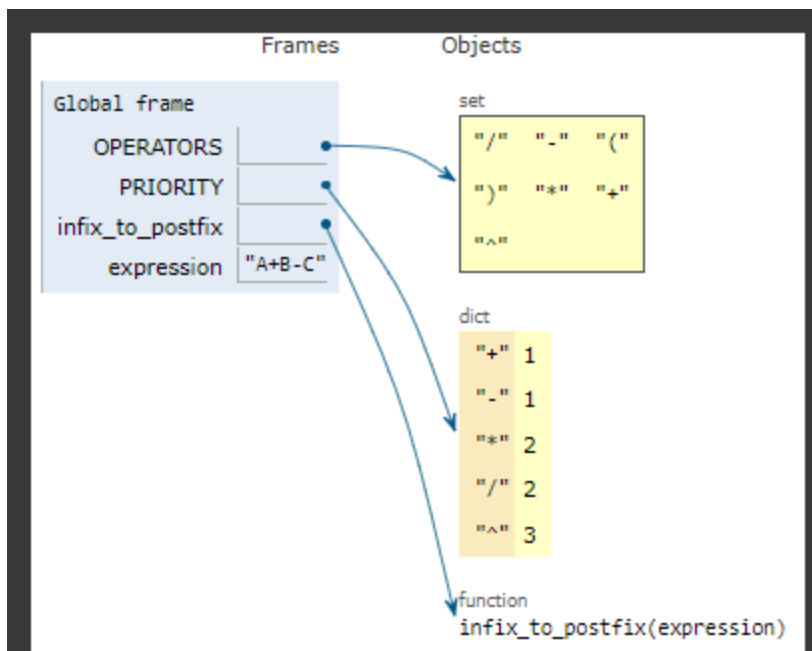 Frames Objects
Global frame
OPERATORS
PRIORITY
infix_to_postfix
expression "A+B-C"
set
"/" "-" "("
")" "*" "+"
"^"
dict
"+" 1
"-" 1
"*" 2
"/" 2
"^" 3
function
infix_to_postfix(expression)